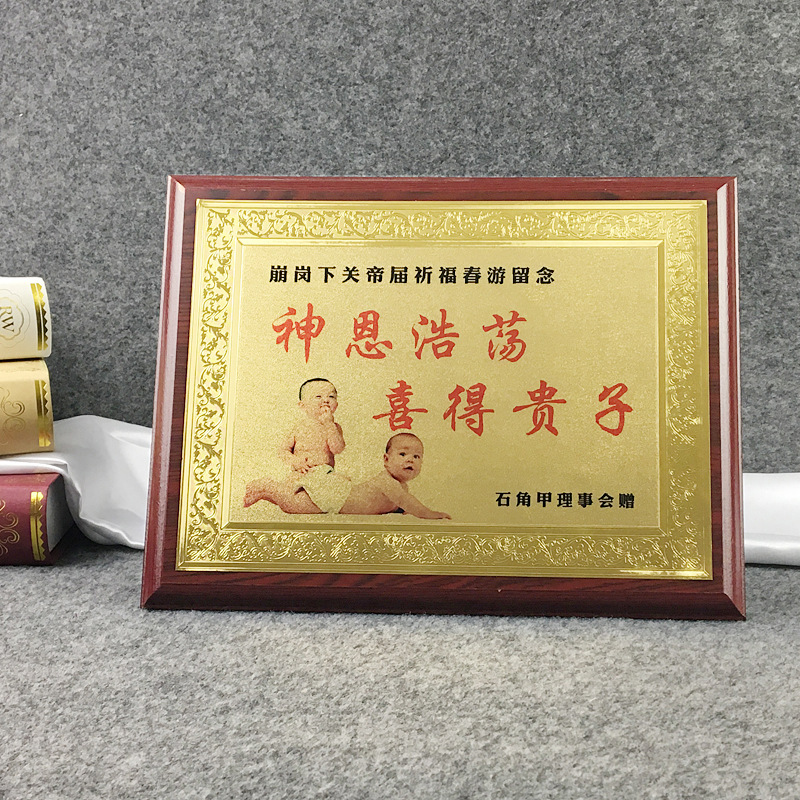 崩岗下关帝届祈福春游留念
神恩浩荡
喜得贵子
石角甲理事会赠
RW